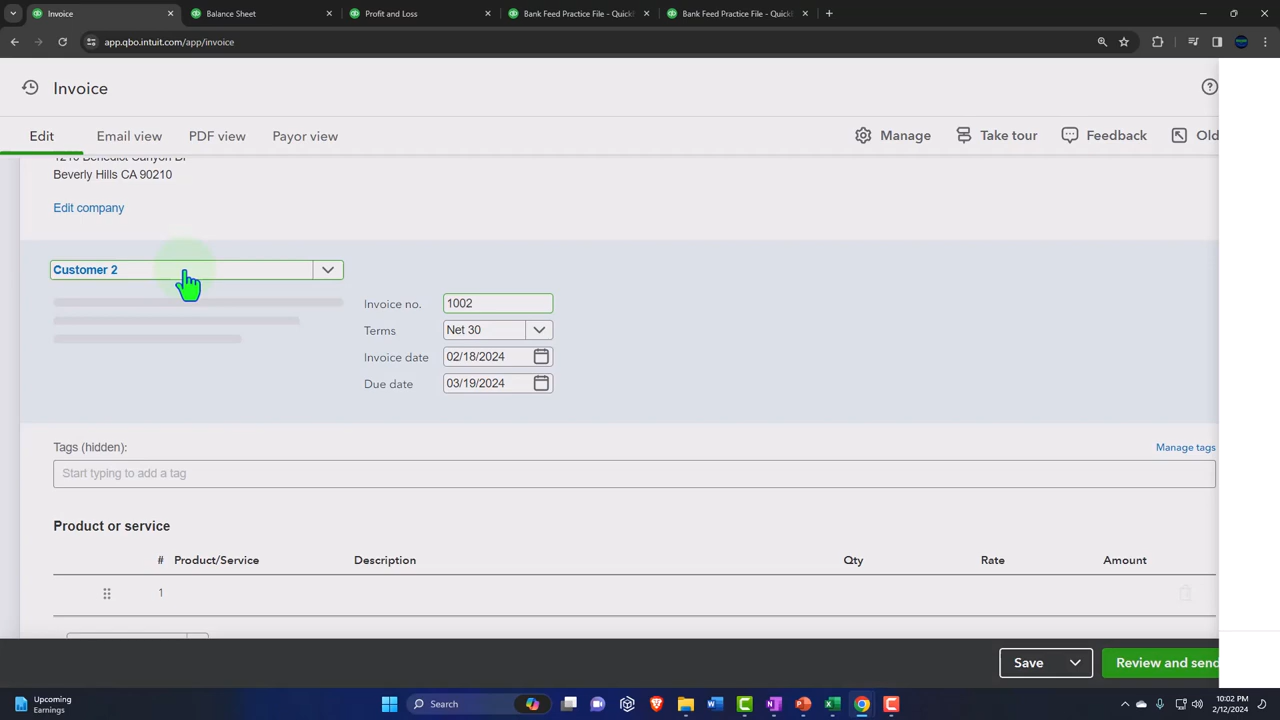 Invoice
Balance Sheet
Profit and Loss
Bank Feed Practice File - Quick
Bank Feed Practice File - Quick
app.qbo.intuit.com/app/invoice
Invoice
Edit
Email view
PDF view
Payor view
Manage
Take tour
Feedback
Old
Beverly Hills CA 90210
Edit company
Customer 2
Invoice no.
1002
Terms
Net 30
Invoice date
02/18/2024
Due date
03/19/2024
Tags (hidden):
Manage tags
Start typing to add a tag
Product or service
#
Product/Service
Description
Qty
Rate
Amount
1
Save
Review and send
Upcoming
Earnings
Search
10:02 PM
2/12/2024